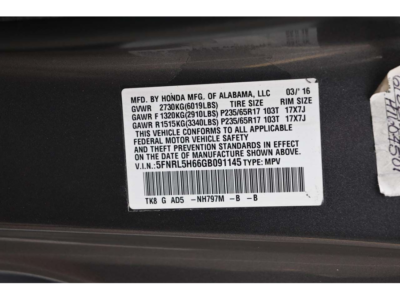 MFD. BY HONDA MFG. OF ALABAMA, LLC 03/'16
GVWR 2730KG(6019LBS) TIRE SIZE RIM SIZE
GAWR F 1320KG(2910LBS) P235/65R17 103T 17X7J
GAWR R1515KG(3340LBS) P235/65R17 103T 17X7J
THIS VEHICLE CONFORMS TO ALL APPLICABLE
FEDERAL MOTOR VEHICLE SAFETY
AND THEFT PREVENTION STANDARDS IN EFFECT
ON THE DATE OF MANUFACTURE SHOWN ABOVE.
V.I.N.: 5FNRL5H66GB091145 TYPE: MPV
TK8 G AD5 -NH797M -B -B